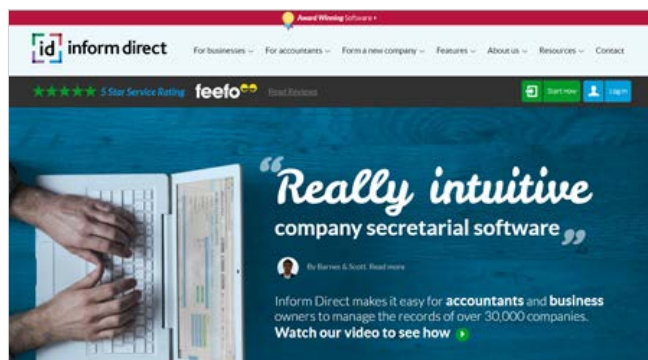 Award Winning Software
id inform direct
For businesses For accountants Form a new company Features About us Resources Contact
5 Star Service Rating feefo Read Reviews Start now Log in
“Really intuitive
company secretarial software”
By Barnes & Scott. Read more
Inform Direct makes it easy for accountants and business
owners to manage the records of over 30,000 companies.
Watch our video to see how